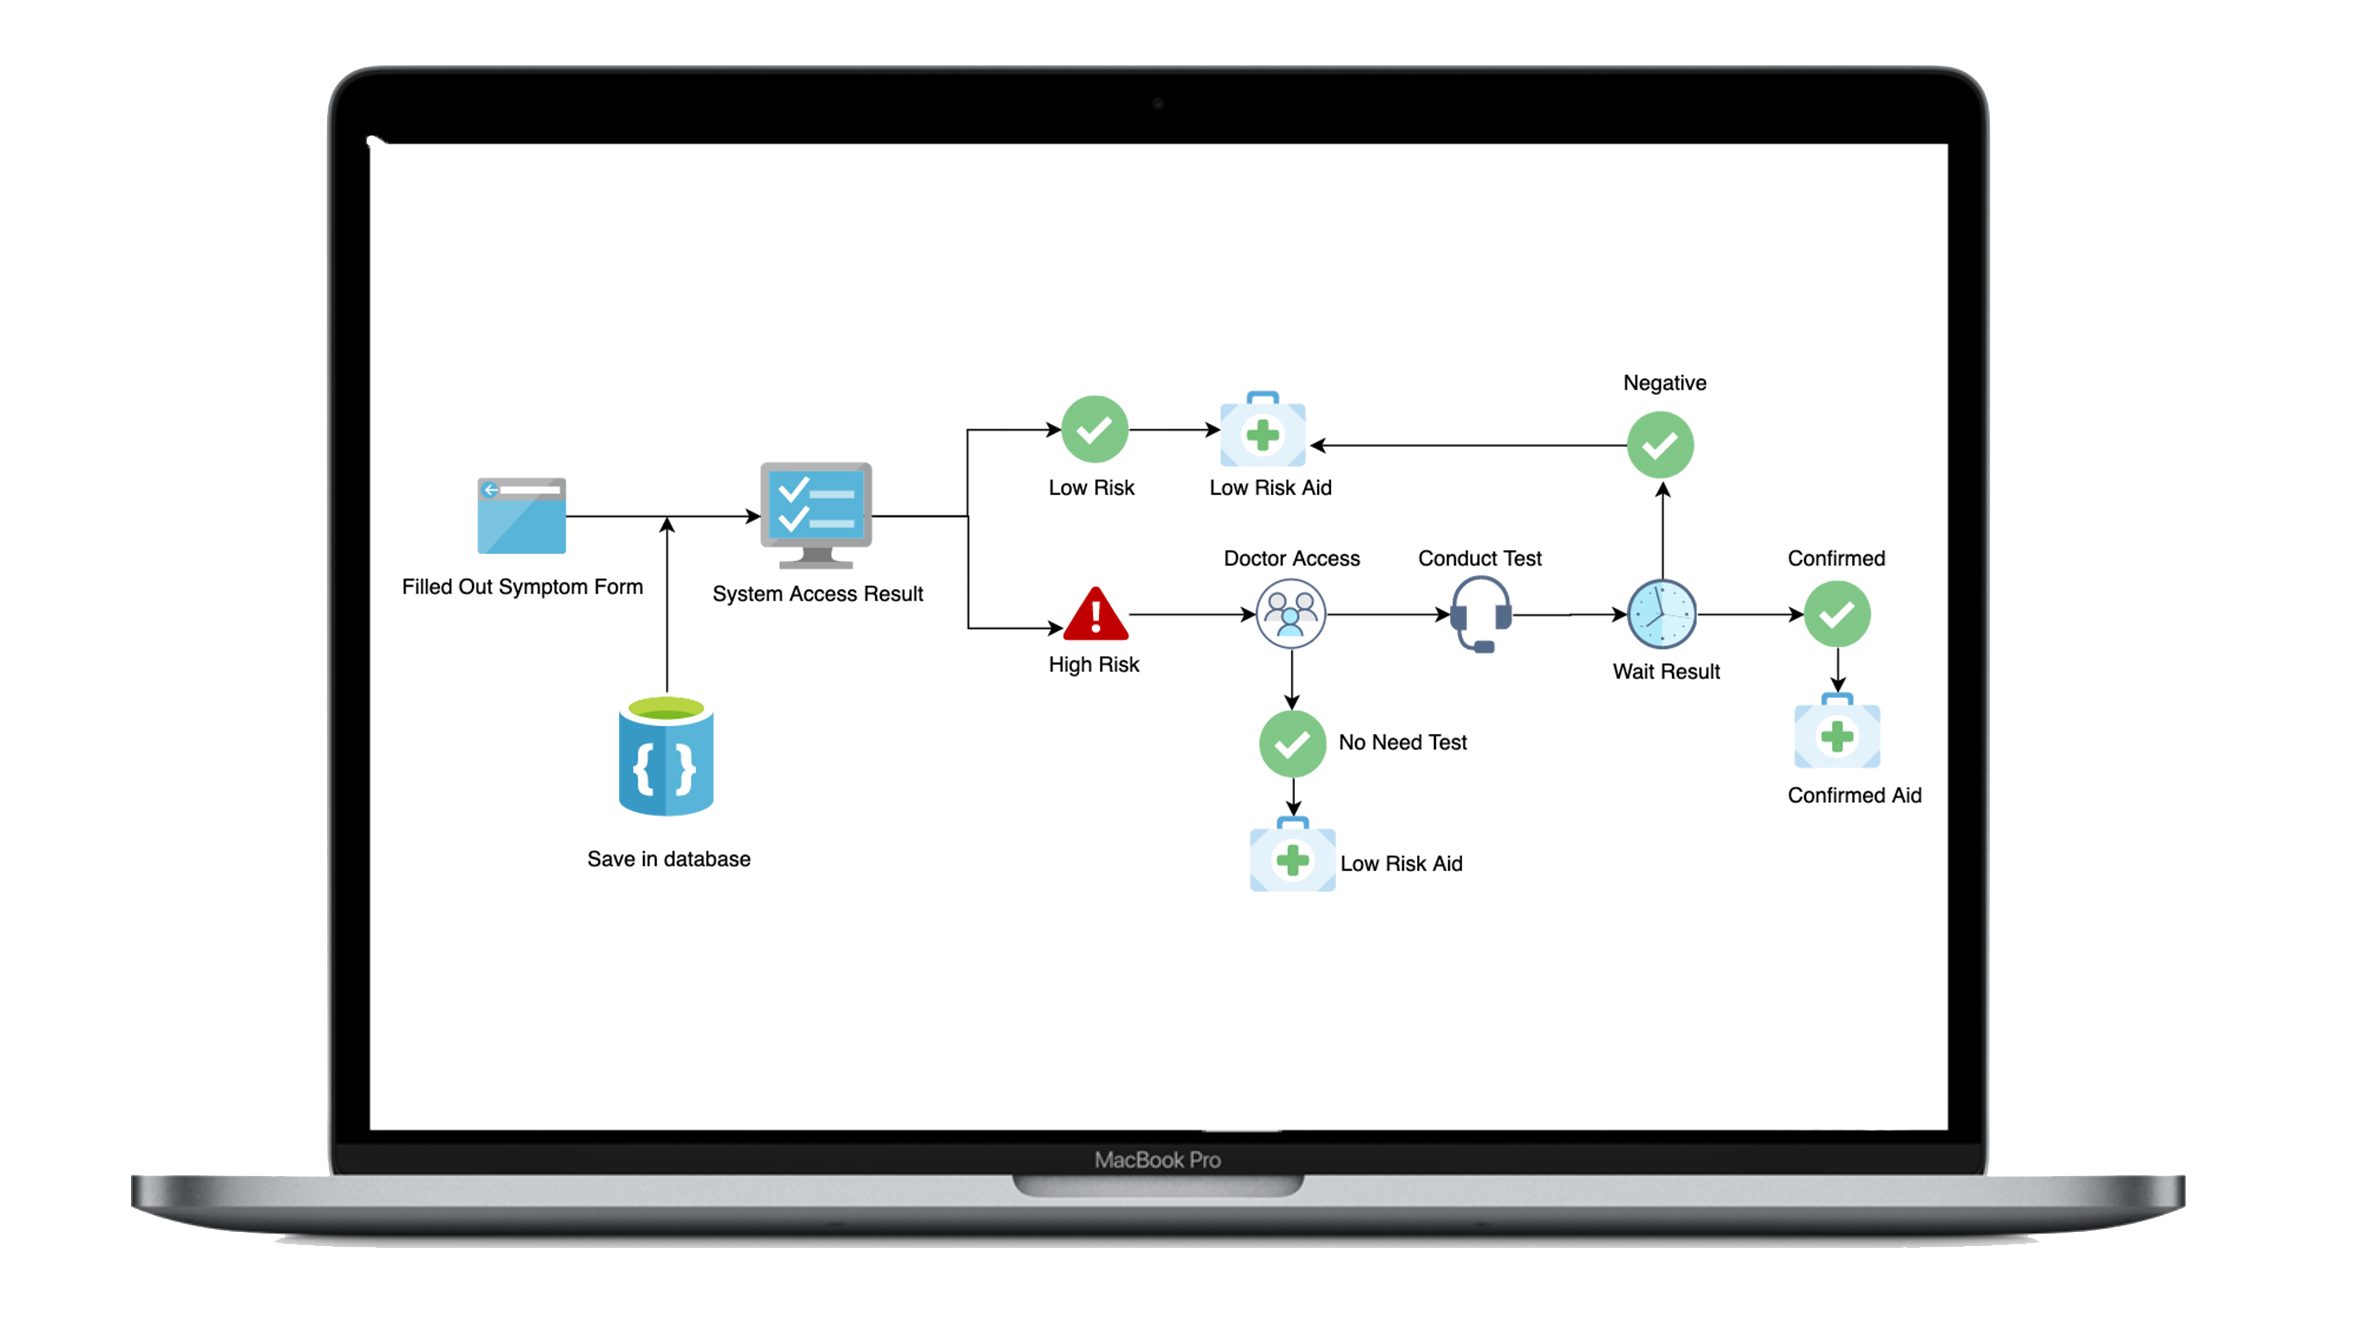 Negative
Low Risk
Low Risk Aid
Filled Out Symptom Form
System Access Result
Doctor Access
Conduct Test
Confirmed
High Risk
Wait Result
No Need Test
Confirmed Aid
Save in database
Low Risk Aid
MacBook Pro